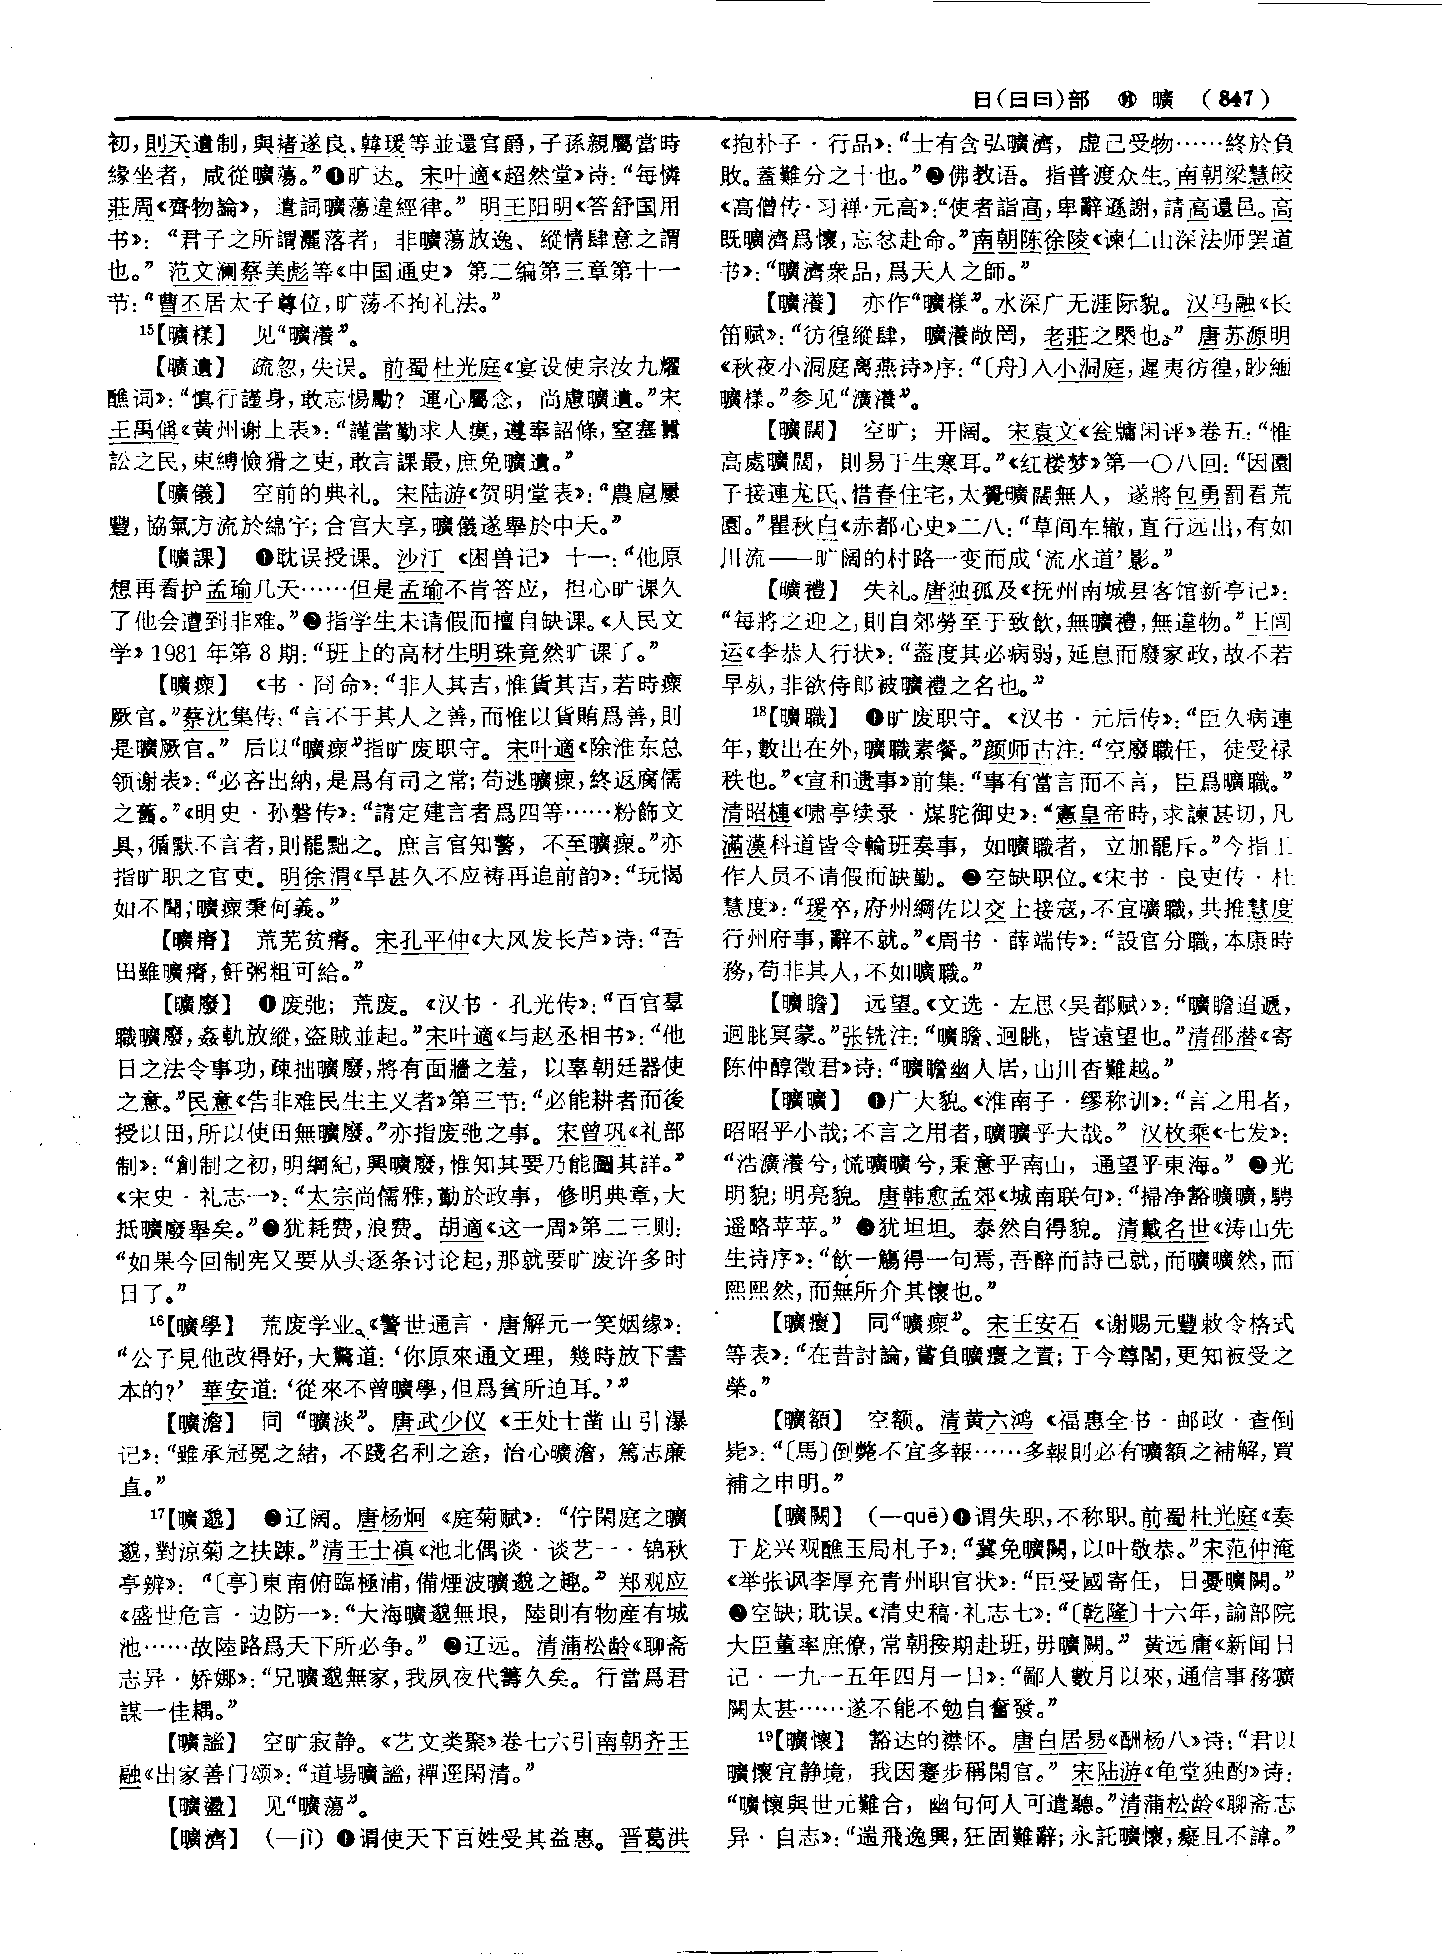 日(日曰)部 ⑮ 曠 (847)
初，則天遺制，與褚遂良、韓瑗等並還官爵，子孫親屬當時
緣坐者，咸從曠蕩。”❶旷达。宋叶適《超然堂》诗：“每憐
莊周《齊物論》，遣詞曠蕩違經律。” 明王阳明《答舒国用
书》：“君子之所謂灑落者，非曠蕩放逸、縱情肆意之謂
也。” 范文澜蔡美彪等《中国通史》第二编第三章第十一
节：“曹丕居太子尊位，旷荡不拘礼法。”
15【曠樣】 见“曠瀁”。
【曠遺】 疏忽，失误。前蜀杜光庭《宴设使宗汝九耀
醮词》：“慎行謹身，敢忘惕勵？運心屬念，尚慮曠遺。”宋
王禹偁《黄州谢上表》：“謹當勤求人瘼，遵奉詔條，窒塞嚚
訟之民，束縛憸猾之吏，敢言課最，庶免曠遺。”
【曠儀】 空前的典礼。宋陆游《贺明堂表》：“農扈屢
豐，協氣方流於綿宇；合宫大享，曠儀遂舉於中天。”
【曠課】 ❶耽误授课。沙汀《困兽记》十一：“他原
想再看护孟瑜几天……但是孟瑜不肯答应，担心旷课久
了他会遭到非难。”❷指学生未请假而擅自缺课。《人民文
学》1981年第8期：“班上的高材生明珠竟然旷课了。”
【曠瘝】 《书·冏命》：“非人其吉，惟貨其吉，若時瘝
厥官。”蔡沈集传：“言不于其人之善，而惟以貨賄爲善，則
是曠厥官。” 后以“曠瘝”指旷废职守。宋叶適《除淮东总
领谢表》：“必吝出納，是爲有司之常；苟逃曠瘝，終返腐儒
之舊。”《明史·孙磐传》：“請定建言者爲四等……粉飾文
具，循默不言者，則罷黜之。庶言官知警，不至曠瘝。”亦
指旷职之官吏。明徐渭《旱甚久不应祷再追前韵》：“玩愒
如不聞，曠瘝秉何義。”
【曠瘠】 荒芜贫瘠。宋孔平仲《大风发长芦》诗：“吾
田雖曠瘠，飦粥粗可給。”
【曠廢】 ❶废弛；荒废。《汉书·孔光传》：“百官羣
職曠廢，姦軌放縱，盗賊並起。”宋叶適《与赵丞相书》：“他
日之法令事功，疎拙曠廢，將有面牆之羞，以辜朝廷器使
之意。”民意《告非难民生主义者》第三节：“必能耕者而後
授以田，所以使田無曠廢。”亦指废弛之事。宋曾巩《礼部
制》：“創制之初，明綱紀，興曠廢，惟知其要乃能圖其詳。”
《宋史·礼志一》：“太宗尚儒雅，勤於政事，修明典章，大
抵曠廢舉矣。”❷犹耗费，浪费。胡適《这一周》第二三则：
“如果今回制宪又要从头逐条讨论起，那就要旷废许多时
日了。”
16【曠學】 荒废学业。《警世通言·唐解元一笑姻缘》：
“公子見他改得好，大驚道：‘你原來通文理，幾時放下書
本的？’ 華安道：‘從來不曾曠學，但爲貧所迫耳。’”
【曠澹】 同“曠淡”。唐武少仪《王处士凿山引瀑
记》：“雖承冠冕之緒，不踐名利之途，怡心曠澹，篤志廉
直。”
17【曠邈】 ❶辽阔。唐杨炯《庭菊赋》：“佇閑庭之曠
邈，對凉菊之扶踈。”清王士禛《池北偶谈·谈艺一·锦秋
亭辨》：“〔亭〕東南俯臨極浦，備煙波曠邈之趣。” 郑观应
《盛世危言·边防一》：“大海曠邈無垠，陸則有物産有城
池……故陸路爲天下所必争。” ❷辽远。清蒲松龄《聊斋
志异·娇娜》：“兄曠邈無家，我夙夜代籌久矣。行當爲君
謀一佳耦。”
【曠謐】 空旷寂静。《艺文类聚》卷七六引南朝齐王
融《出家善门颂》：“道場曠謐，禪逕閑清。”
【曠盪】 见“曠蕩”。
【曠濟】 (—jì) ❶谓使天下百姓受其益惠。晋葛洪
《抱朴子·行品》：“士有含弘曠濟，虚己受物……終於負
敗。蓋難分之十也。”❷佛教语。指普渡众生。南朝梁慧皎
《高僧传·习禅·元高》：“使者詣高，卑辭遜謝，請高還邑。高
既曠濟爲懷，忘忿赴命。”南朝陈徐陵《谏仁山深法师罢道
书》：“曠濟衆品，爲天人之師。”
【曠瀁】 亦作“曠樣”。水深广无涯际貌。汉马融《长
笛赋》：“彷徨縱肆，曠瀁敞罔，老莊之槩也。” 唐苏源明
《秋夜小洞庭离燕诗》序：“〔舟〕入小洞庭，遲夷彷徨，眇緬
曠樣。”参见“瀇瀁”。
【曠闊】 空旷；开阔。宋袁文《瓮牖闲评》卷五：“惟
高處曠闊，則易于生寒耳。”《红楼梦》第一〇八回：“因園
子接連尤氏、惜春住宅，太覺曠闊無人，遂將包勇罰看荒
園。”瞿秋白《赤都心史》二八：“草间车辙，直行远出，有如
川流——旷阔的村路一变而成‘流水道’影。”
【曠禮】 失礼。唐独孤及《抚州南城县客馆新亭记》：
“每將之迎之，則自郊勞至于致飲，無曠禮，無違物。”王闿
运《李恭人行状》：“蓋度其必病弱，延息而廢家政，故不若
早𣨛，非欲侍郎被曠禮之名也。”
18【曠職】 ❶旷废职守。《汉书·元后传》：“臣久病連
年，數出在外，曠職素餐。”颜师古注：“空廢職任，徒受禄
秩也。”《宣和遗事》前集：“事有當言而不言，臣爲曠職。”
清昭槤《啸亭续录·煤驼御史》：“憲皇帝時，求諫甚切，凡
滿漢科道皆令輪班奏事，如曠職者，立加罷斥。”今指工
作人员不请假而缺勤。❷空缺职位。《宋书·良吏传·杜
慧度》：“瑗卒，府州綱佐以交土接寇，不宜曠職，共推慧度
行州府事，辭不就。”《周书·薛端传》：“設官分職，本康時
務，苟非其人，不如曠職。”
【曠瞻】 远望。《文选·左思〈吴都赋〉》：“曠瞻迢遞，
迥眺冥蒙。”张铣注：“曠瞻、迥眺，皆遠望也。”清邵潜《寄
陈仲醇徵君》诗：“曠瞻幽人居，山川杳難越。”
【曠曠】 ❶广大貌。《淮南子·缪称训》：“言之用者，
昭昭乎小哉；不言之用者，曠曠乎大哉。” 汉枚乘《七发》：
“浩瀇瀁兮，慌曠曠兮，秉意乎南山，通望乎東海。” ❷光
明貌；明亮貌。唐韩愈孟郊《城南联句》：“掃净豁曠曠，騁
遥略苹苹。” ❸犹坦坦。泰然自得貌。清戴名世《涛山先
生诗序》：“飲一觴得一句焉，吾醉而詩已就，而曠曠然，而
熙熙然，而無所介其懷也。”
【曠癏】 同“曠瘝”。宋王安石《谢赐元豐敕令格式
等表》：“在昔討論，嘗負曠癏之責；于今尊閣，更知被受之
榮。”
【曠額】 空额。清黄六鸿《福惠全书·邮政·查倒
毙》：“〔馬〕倒斃不宜多報……多報則必有曠額之補解，買
補之申明。”
【曠闕】 (—quē)❶谓失职，不称职。前蜀杜光庭《奏
于龙兴观醮玉局札子》：“冀免曠闕，以叶敬恭。”宋范仲淹
《举张讽李厚充青州职官状》：“臣受國寄任，日憂曠闕。”
❷空缺；耽误。《清史稿·礼志七》：“〔乾隆〕十六年，諭部院
大臣董率庶僚，常朝按期赴班，毋曠闕。” 黄远庸《新闻日
记·一九一五年四月一日》：“鄙人數月以來，通信事務曠
闕太甚……遂不能不勉自奮發。”
19【曠懷】 豁达的襟怀。唐白居易《酬杨八》诗：“君以
曠懷宜静境，我因蹇步稱閑官。” 宋陆游《龟堂独酌》诗：
“曠懷與世元難合，幽句何人可遣聽。”清蒲松龄《聊斋志
异·自志》：“遄飛逸興，狂固難辭；永託曠懷，癡且不諱。”